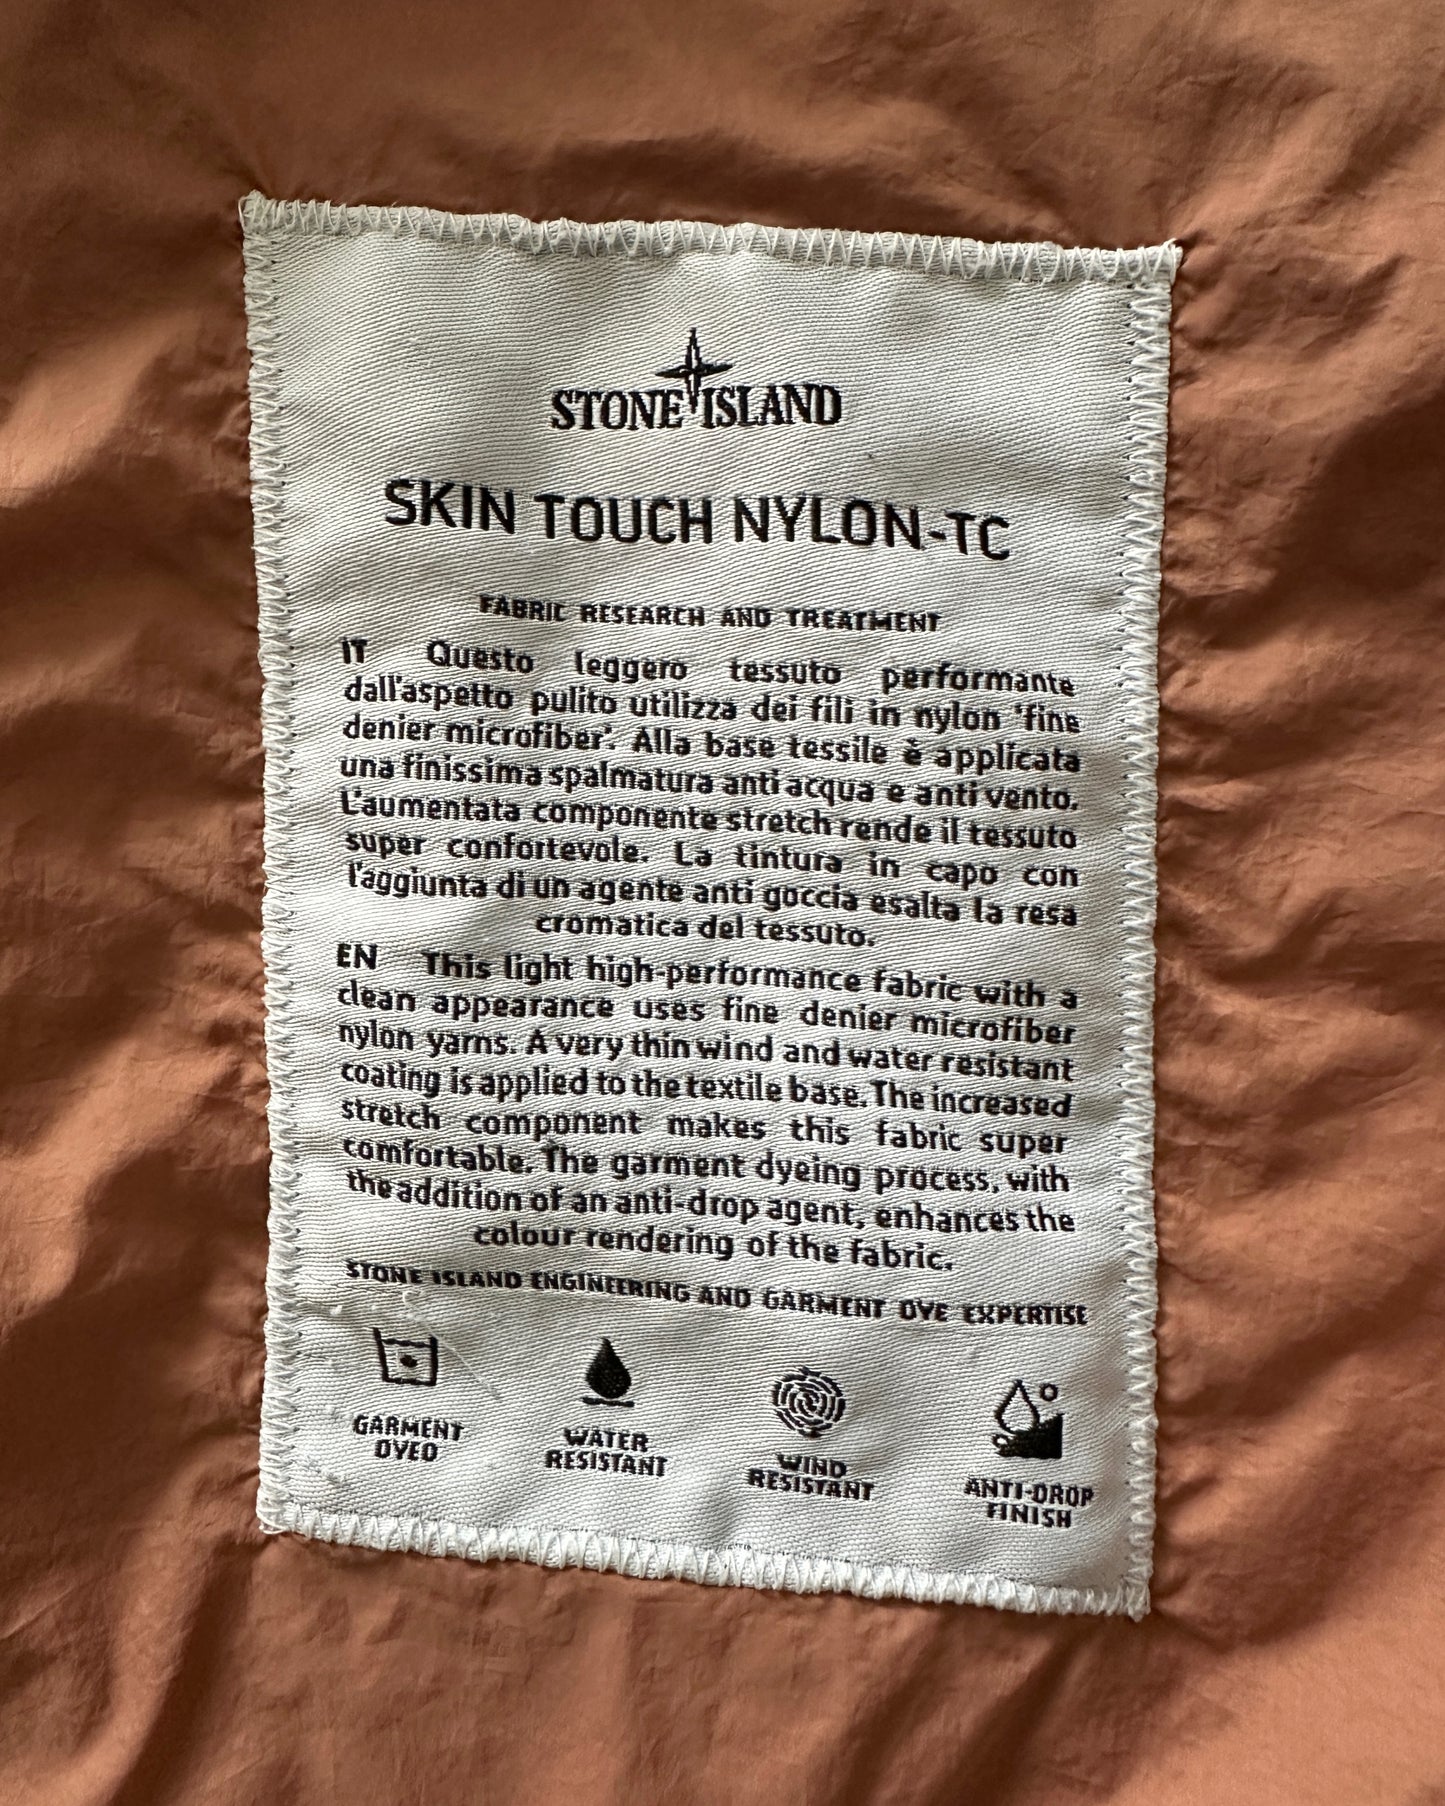 STONE ISLAND
SKIN TOUCH NYLON-TC
FABRIC RESEARCH AND TREATMENT
IT Questo leggero tessuto performante
dall'aspetto pulito utilizza dei fili in nylon 'fine
denier microfiber'. Alla base tessile è applicata
una finissima spalmatura anti acqua e anti vento.
L'aumentata componente stretch rende il tessuto
super confortevole. La tintura in capo con
l'aggiunta di un agente anti goccia esalta la resa
cromatica del tessuto.
EN This light high-performance fabric with a
clean appearance uses fine denier microfiber
nylon yarns. A very thin wind and water resistant
coating is applied to the textile base. The increased
stretch component makes this fabric super
comfortable. The garment dyeing process, with
the addition of an anti-drop agent, enhances the
colour rendering of the fabric.
STONE ISLAND ENGINEERING AND GARMENT DYE EXPERTISE
GARMENT
DYED
WATER
RESISTANT
WIND
RESISTANT
ANTI-DROP
FINISH